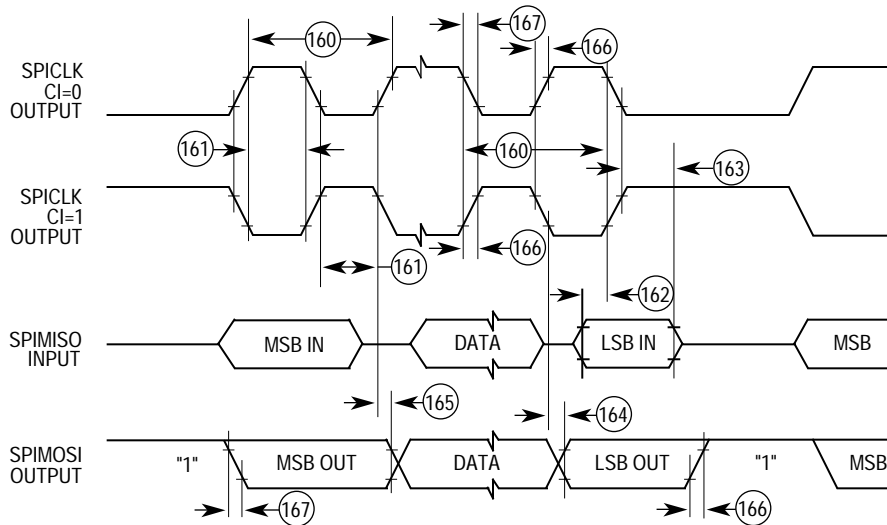 167
160
166
SPICLK
CI=0
OUTPUT
161
160
163
SPICLK
CI=1
OUTPUT
166
161
162
SPIMISO
INPUT
MSB IN
DATA
LSB IN
MSB
165
164
SPIMOSI
OUTPUT
"1"
MSB OUT
DATA
LSB OUT
"1"
MSB
167
166